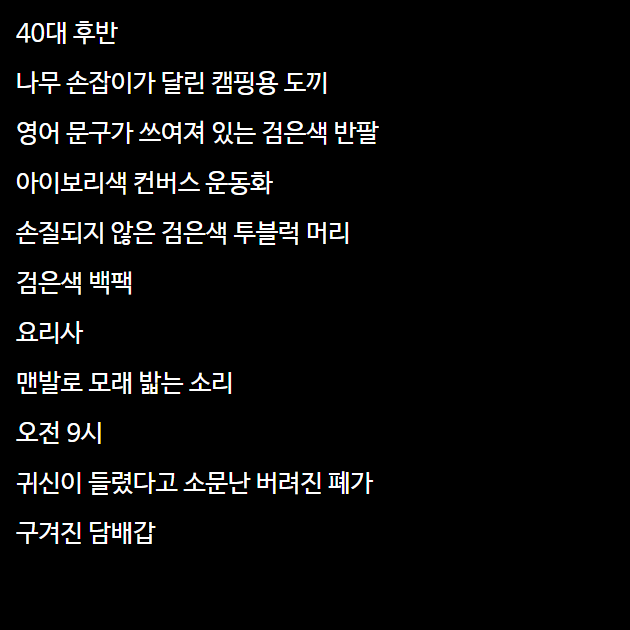 40대 후반
나무 손잡이가 달린 캠핑용 도끼
영어 문구가 쓰여져 있는 검은색 반팔
아이보리색 컨버스 운동화
손질되지 않은 검은색 투블럭 머리
검은색 백팩
요리사
맨발로 모래 밟는 소리
오전 9시
귀신이 들렸다고 소문난 버려진 폐가
구겨진 담배갑